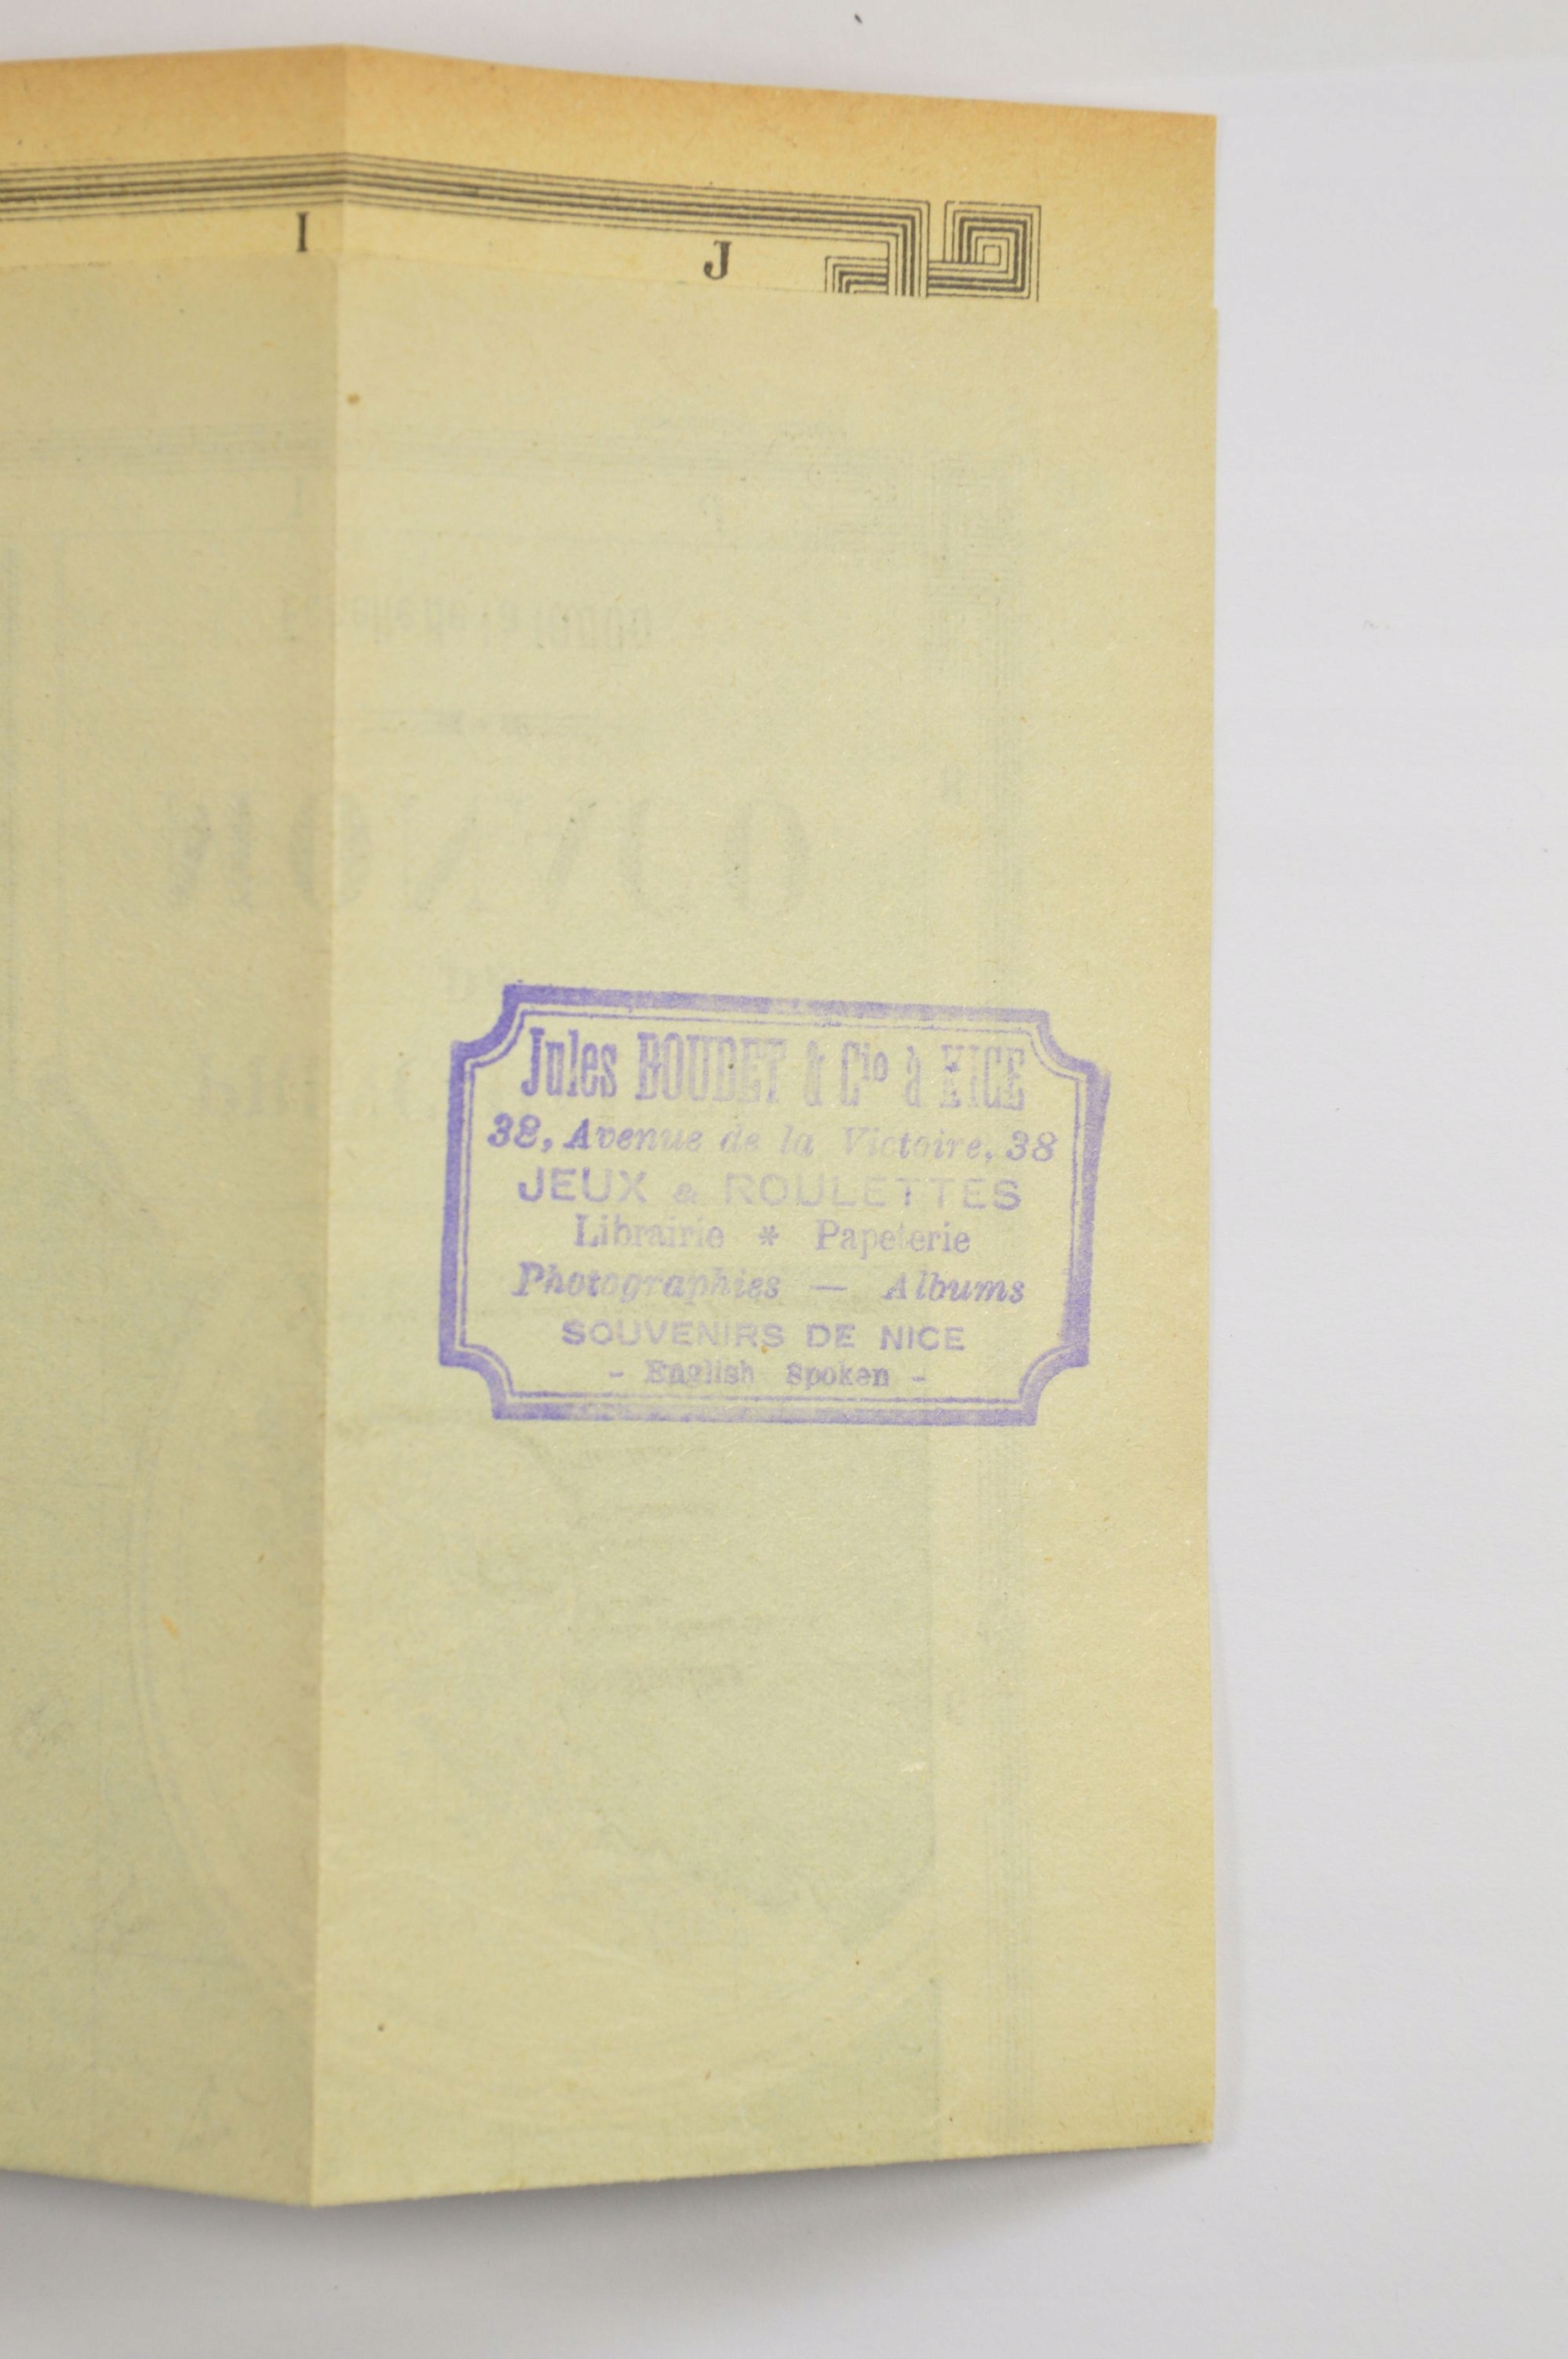 I
J
Jules BOUDET & Cie à NICE
38, Avenue de la Victoire, 38
JEUX & ROULETTES
Librairie * Papeterie
Photographies — Albums
SOUVENIRS DE NICE
- English Spoken -